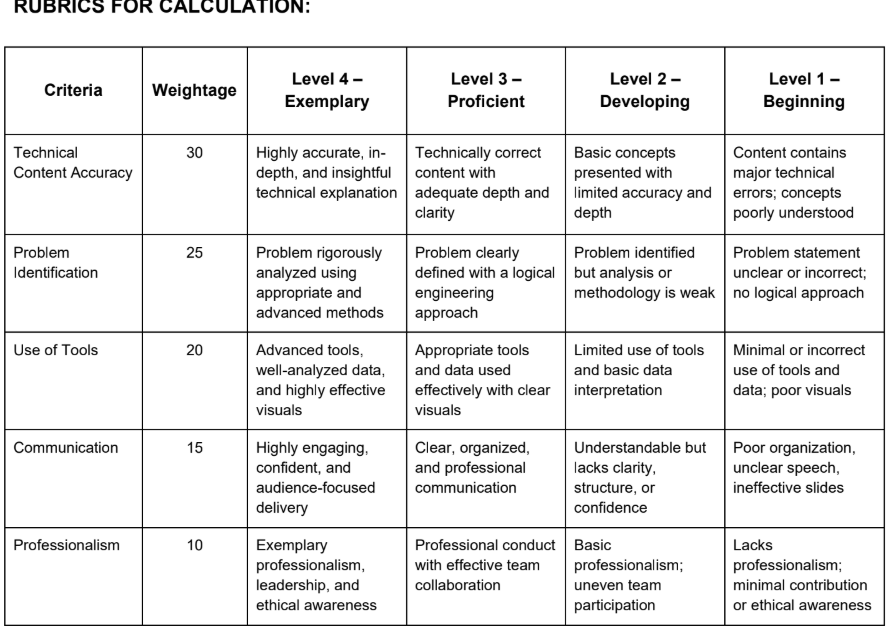 RUBRICS FOR CALCULATION:
Criteria
Weightage
Level 4 –
Exemplary
Level 3 –
Proficient
Level 2 –
Developing
Level 1 –
Beginning
Technical
Content Accuracy
30
Highly accurate, in-
depth, and insightful
technical explanation
Technically correct
content with
adequate depth and
clarity
Basic concepts
presented with
limited accuracy and
depth
Content contains
major technical
errors; concepts
poorly understood
Problem
Identification
25
Problem rigorously
analyzed using
appropriate and
advanced methods
Problem clearly
defined with a logical
engineering
approach
Problem identified
but analysis or
methodology is weak
Problem statement
unclear or incorrect;
no logical approach
Use of Tools
20
Advanced tools,
well-analyzed data,
and highly effective
visuals
Appropriate tools
and data used
effectively with clear
visuals
Limited use of tools
and basic data
interpretation
Minimal or incorrect
use of tools and
data; poor visuals
Communication
15
Highly engaging,
confident, and
audience-focused
delivery
Clear, organized,
and professional
communication
Understandable but
lacks clarity,
structure, or
confidence
Poor organization,
unclear speech,
ineffective slides
Professionalism
10
Exemplary
professionalism,
leadership, and
ethical awareness
Professional conduct
with effective team
collaboration
Basic
professionalism;
uneven team
participation
Lacks
professionalism;
minimal contribution
or ethical awareness